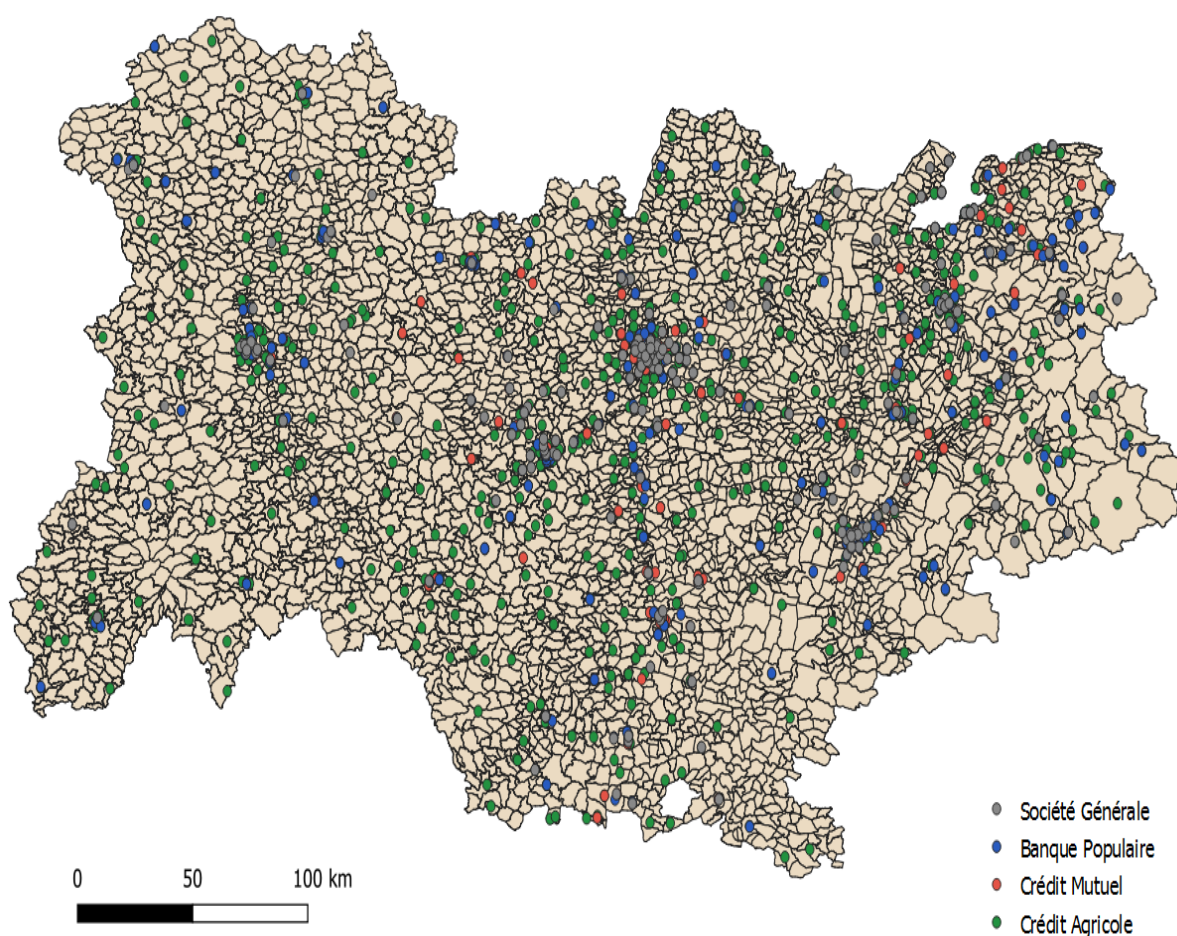 Société Générale
Banque Populaire
Crédit Mutuel
Crédit Agricole
0 50 100 km